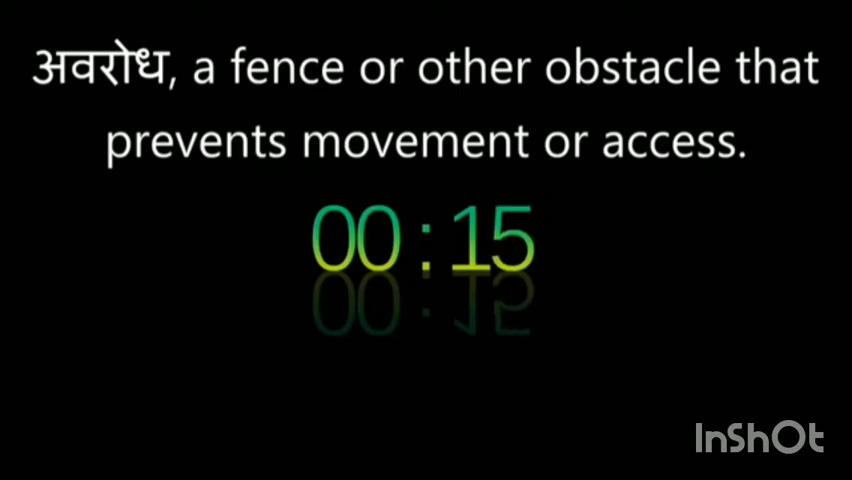 अवरोध, a fence or other obstacle that
prevents movement or access.
00 : 15
InShOt